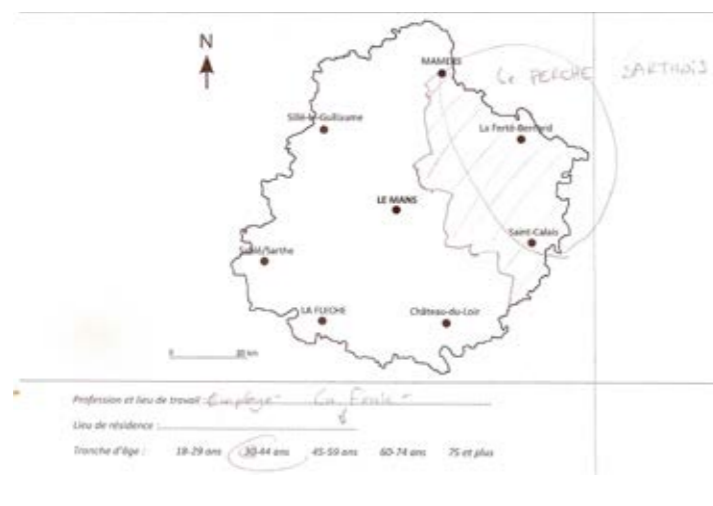 N
MAMERS
Le PERCHE SARTHOIS
Sillé-le-Guillaume
La Ferté-Bernard
LE MANS
Saint-Calais
Sablé/Sarthe
LA FLECHE
Château-du-Loir
0 20 km
Profession et lieu de travail : Employé -
Lieu de résidence :
Tranche d'âge : 18-29 ans 30-44 ans 45-59 ans 60-74 ans 75 et plus